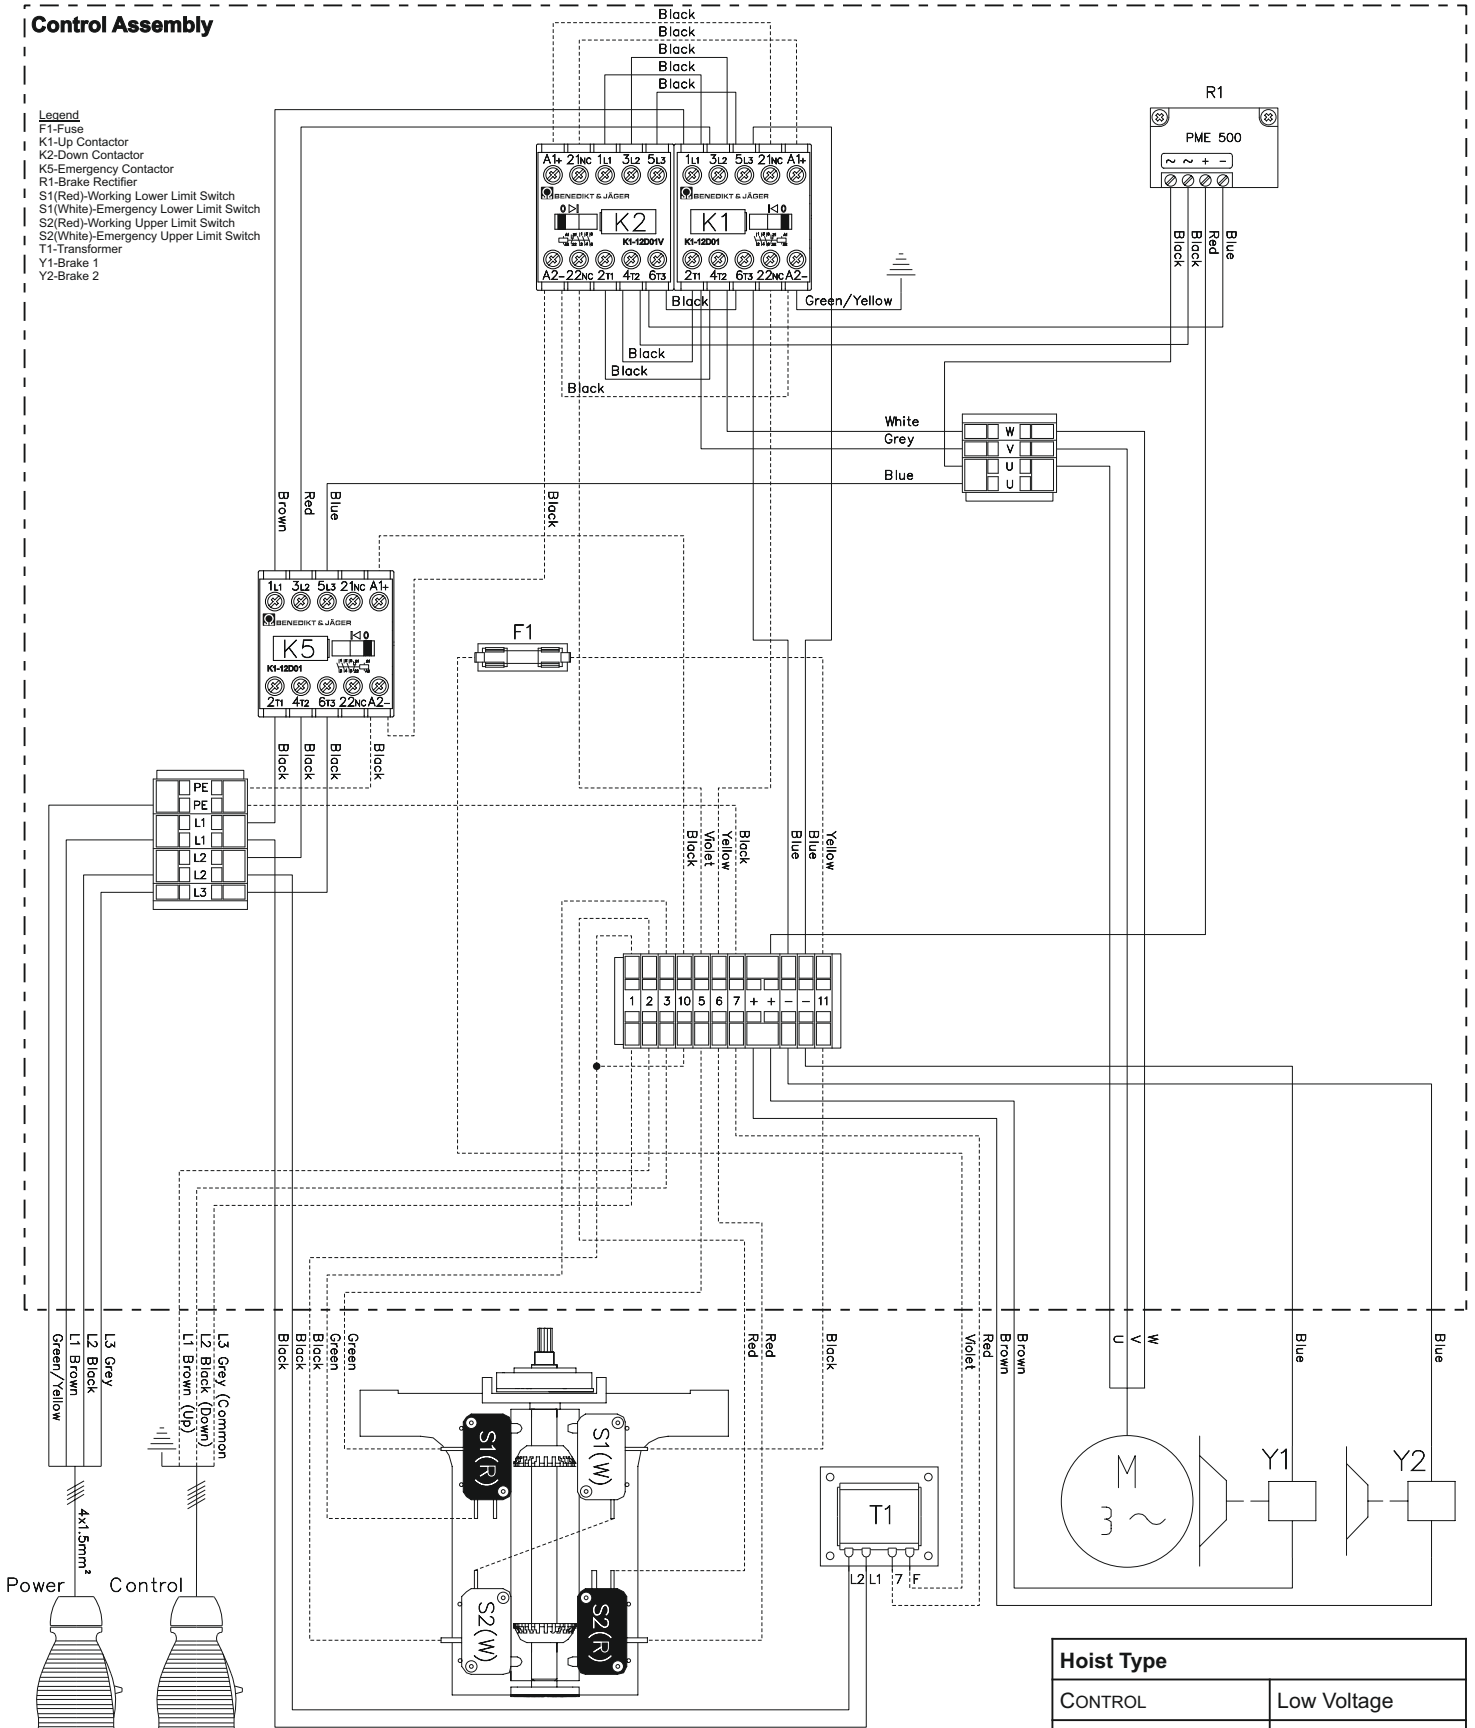 Control Assembly
Legend
F1-Fuse
K1-Up Contactor
K2-Down Contactor
K5-Emergency Contactor
R1-Brake Rectifier
S1(Red)-Working Lower Limit Switch
S1(White)-Emergency Lower Limit Switch
S2(Red)-Working Upper Limit Switch
S2(White)-Emergency Upper Limit Switch
T1-Transformer
Y1-Brake 1
Y2-Brake 2
Black
Black
Black
Black
Black
R1
PME 500
~ ~ + -
Black
Black
Red
Blue
A1+ 21NC 1L1 3L2 5L3
BENEDIKT & JÄGER
0
K2
K1-12D01V
A2- 22NC 2T1 4T2 6T3
1L1 3L2 5L3 21NC A1+
BENEDIKT & JÄGER
0
K1
K1-12D01
2T1 4T2 6T3 22NC A2-
Black
Green/Yellow
Black
Black
Black
White
Grey
Blue
W
V
U
U
Brown
Red
Blue
Black
1L1 3L2 5L3 21NC A1+
BENEDIKT & JÄGER
0
K5
K1-12D01
2T1 4T2 6T3 22NC A2-
F1
Black
Black
Black
Black
PE
PE
L1
L1
L2
L2
L3
Black
Violet
Yellow
Black
Blue
Blue
Yellow
1 2 3 10 5 6 7 + + - - 11
Green/Yellow
L1 Brown
L2 Black
L3 Grey
L1 Brown (Up)
L2 Black (Down)
L3 Grey (Common
Black
Black
Black
Green
Green
Red
Red
Black
Violet
Red
Brown
Brown
U
V
W
Blue
Blue
S1(R)
S1(W)
S2(W)
S2(R)
T1
L2 L1 7 F
M
3 ~
Y1
Y2
4x1.5mm²
Power
Control
Hoist Type
CONTROL Low Voltage